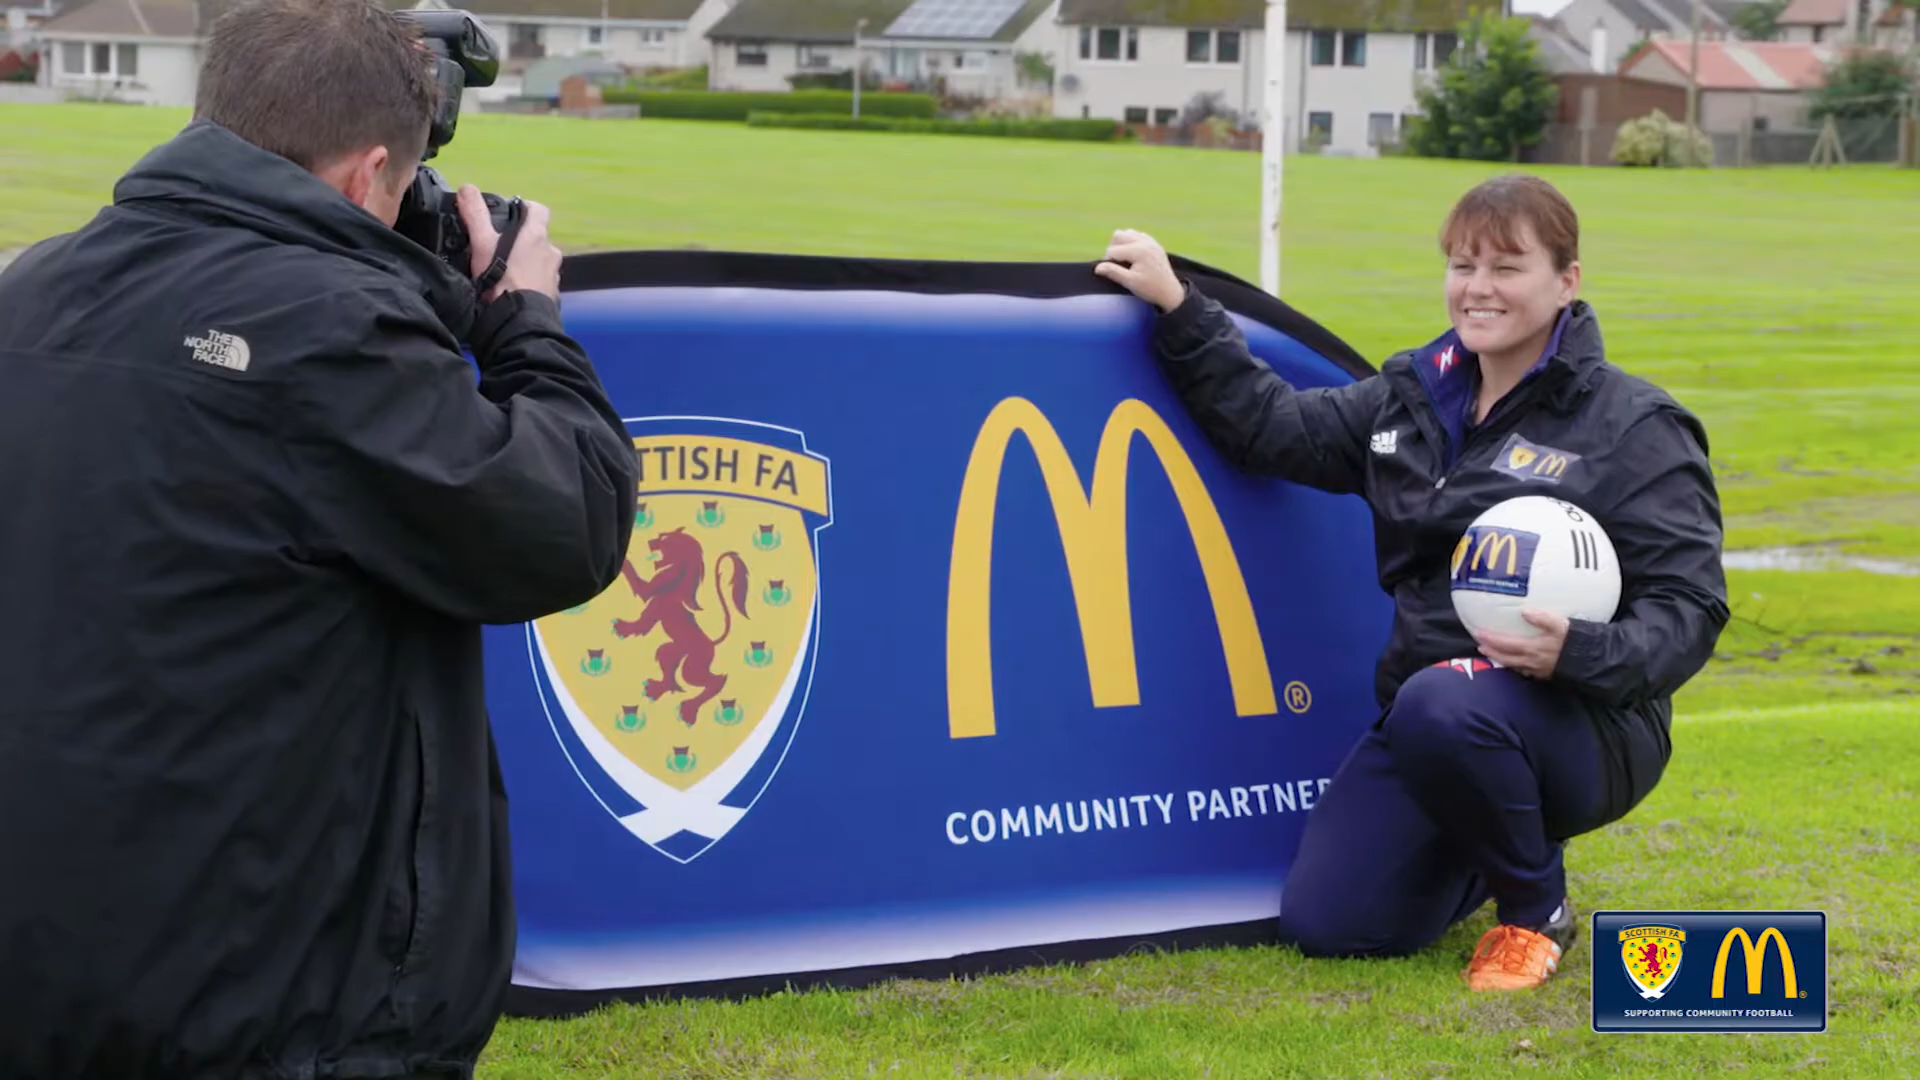 THE
NORTH
FACE
TTISH FA
®
COMMUNITY PARTNER
SCOTTISH FA
®
SUPPORTING COMMUNITY FOOTBALL